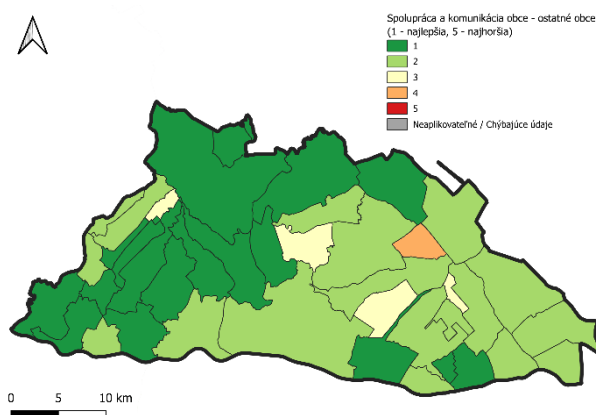 Spolupráca a komunikácia obce - ostatné obce
(1 - najlepšia, 5 - najhoršia)
1
2
3
4
5
Neaplikovateľné / Chýbajúce údaje
0 5 10 km